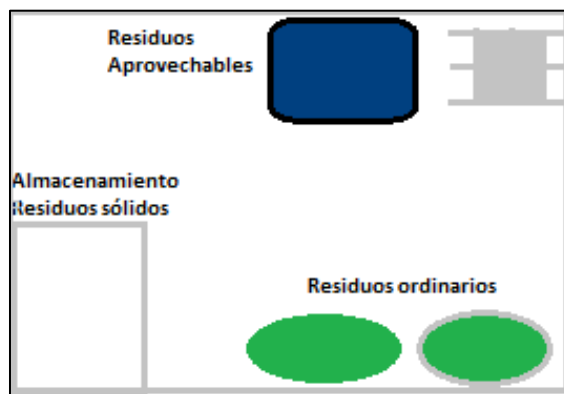 Residuos
Aprovechables
Almacenamiento
Residuos sólidos
Residuos ordinarios